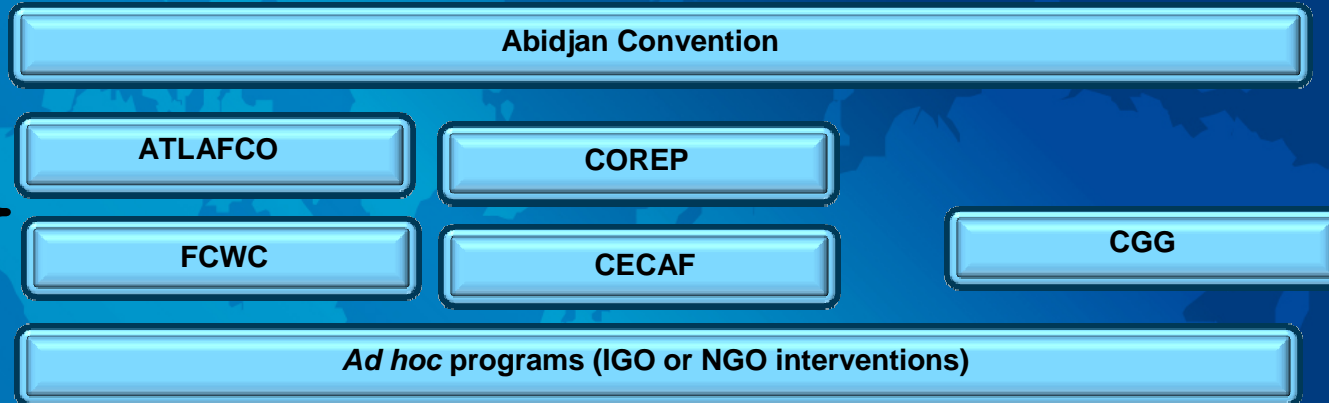 Abidjan Convention
ATLAFCO
COREP
FCWC
CECAF
CGG
Ad hoc programs (IGO or NGO interventions)